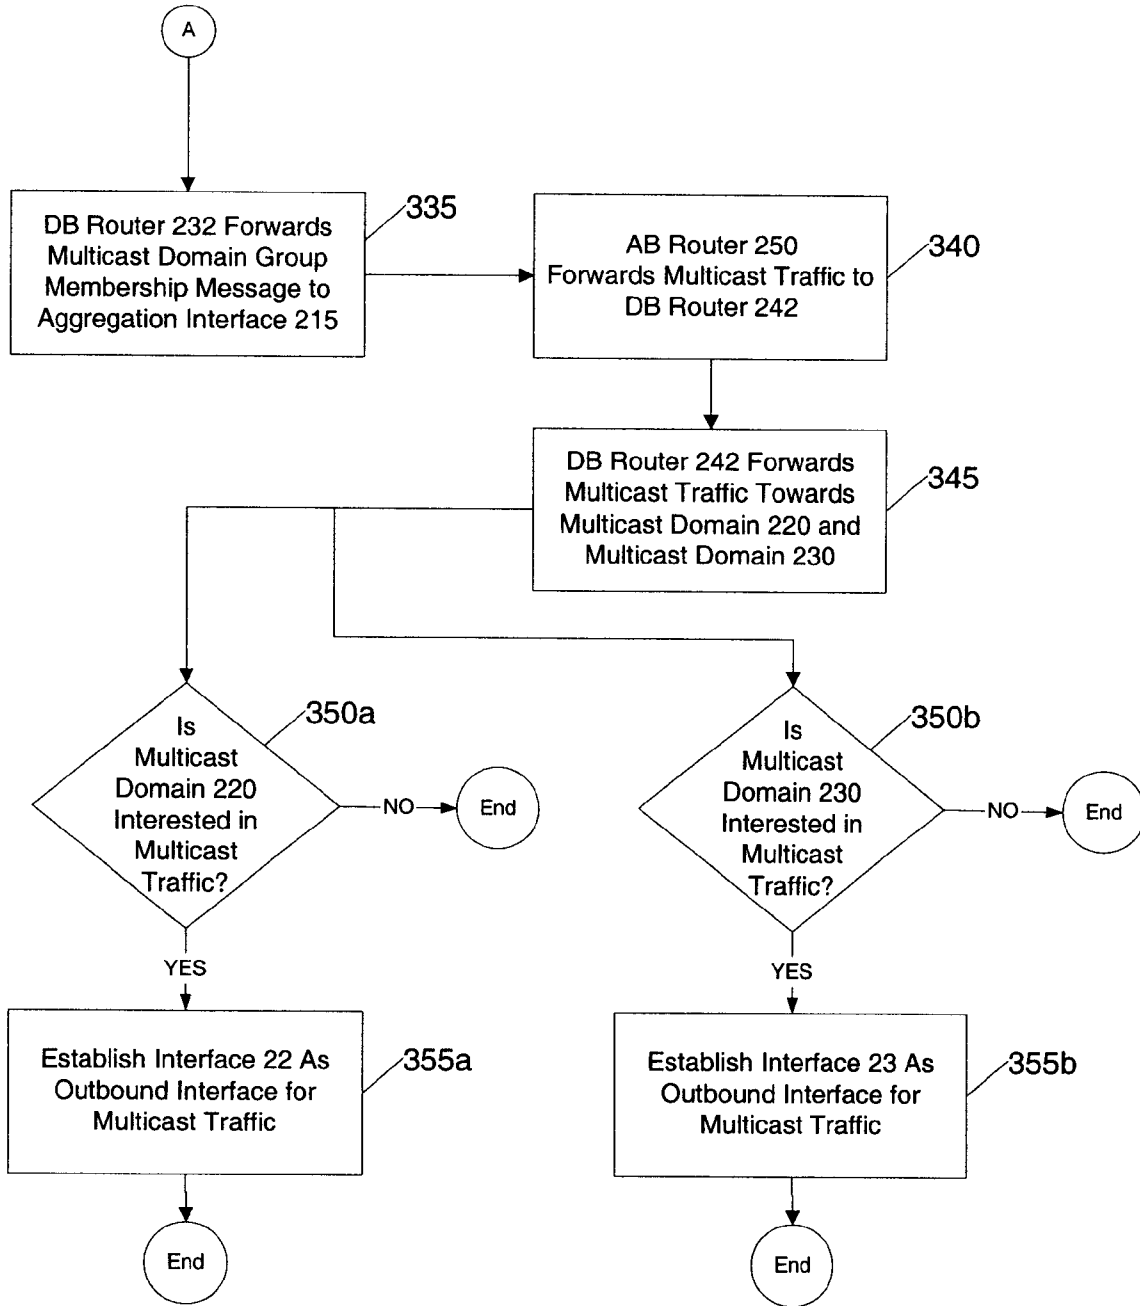 A
DB Router 232 Forwards
Multicast Domain Group
Membership Message to
Aggregation Interface 215
335
AB Router 250
Forwards Multicast Traffic to
DB Router 242
340
DB Router 242 Forwards
Multicast Traffic Towards
Multicast Domain 220 and
Multicast Domain 230
345
Is
Multicast
Domain 220
Interested in
Multicast
Traffic?
350a
NO
End
Is
Multicast
Domain 230
Interested in
Multicast
Traffic?
350b
NO
End
YES
YES
Establish Interface 22 As
Outbound Interface for
Multicast Traffic
355a
Establish Interface 23 As
Outbound Interface for
Multicast Traffic
355b
End
End